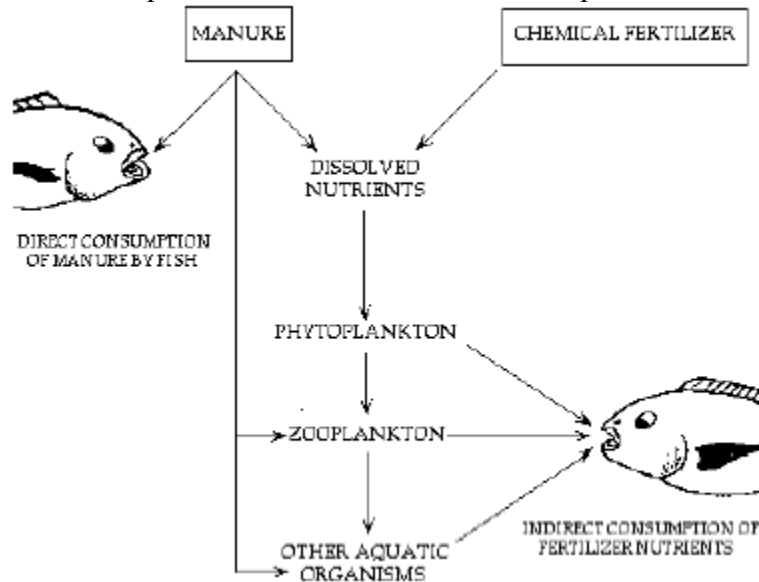 MANURE
CHEMICAL FERTILIZER
DISSOLVED
NUTRIENTS
DIRECT CONSUMPTION
OF MANURE BY FISH
PHYTOPLANKTON
ZOOPLANKTON
OTHER AQUATIC
ORGANISMS
INDIRECT CONSUMPTION OF
FERTILIZER NUTRIENTS